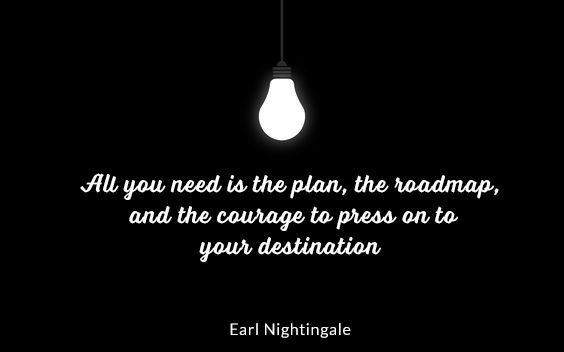 All you need is the plan, the roadmap,
and the courage to press on to
your destination
Earl Nightingale